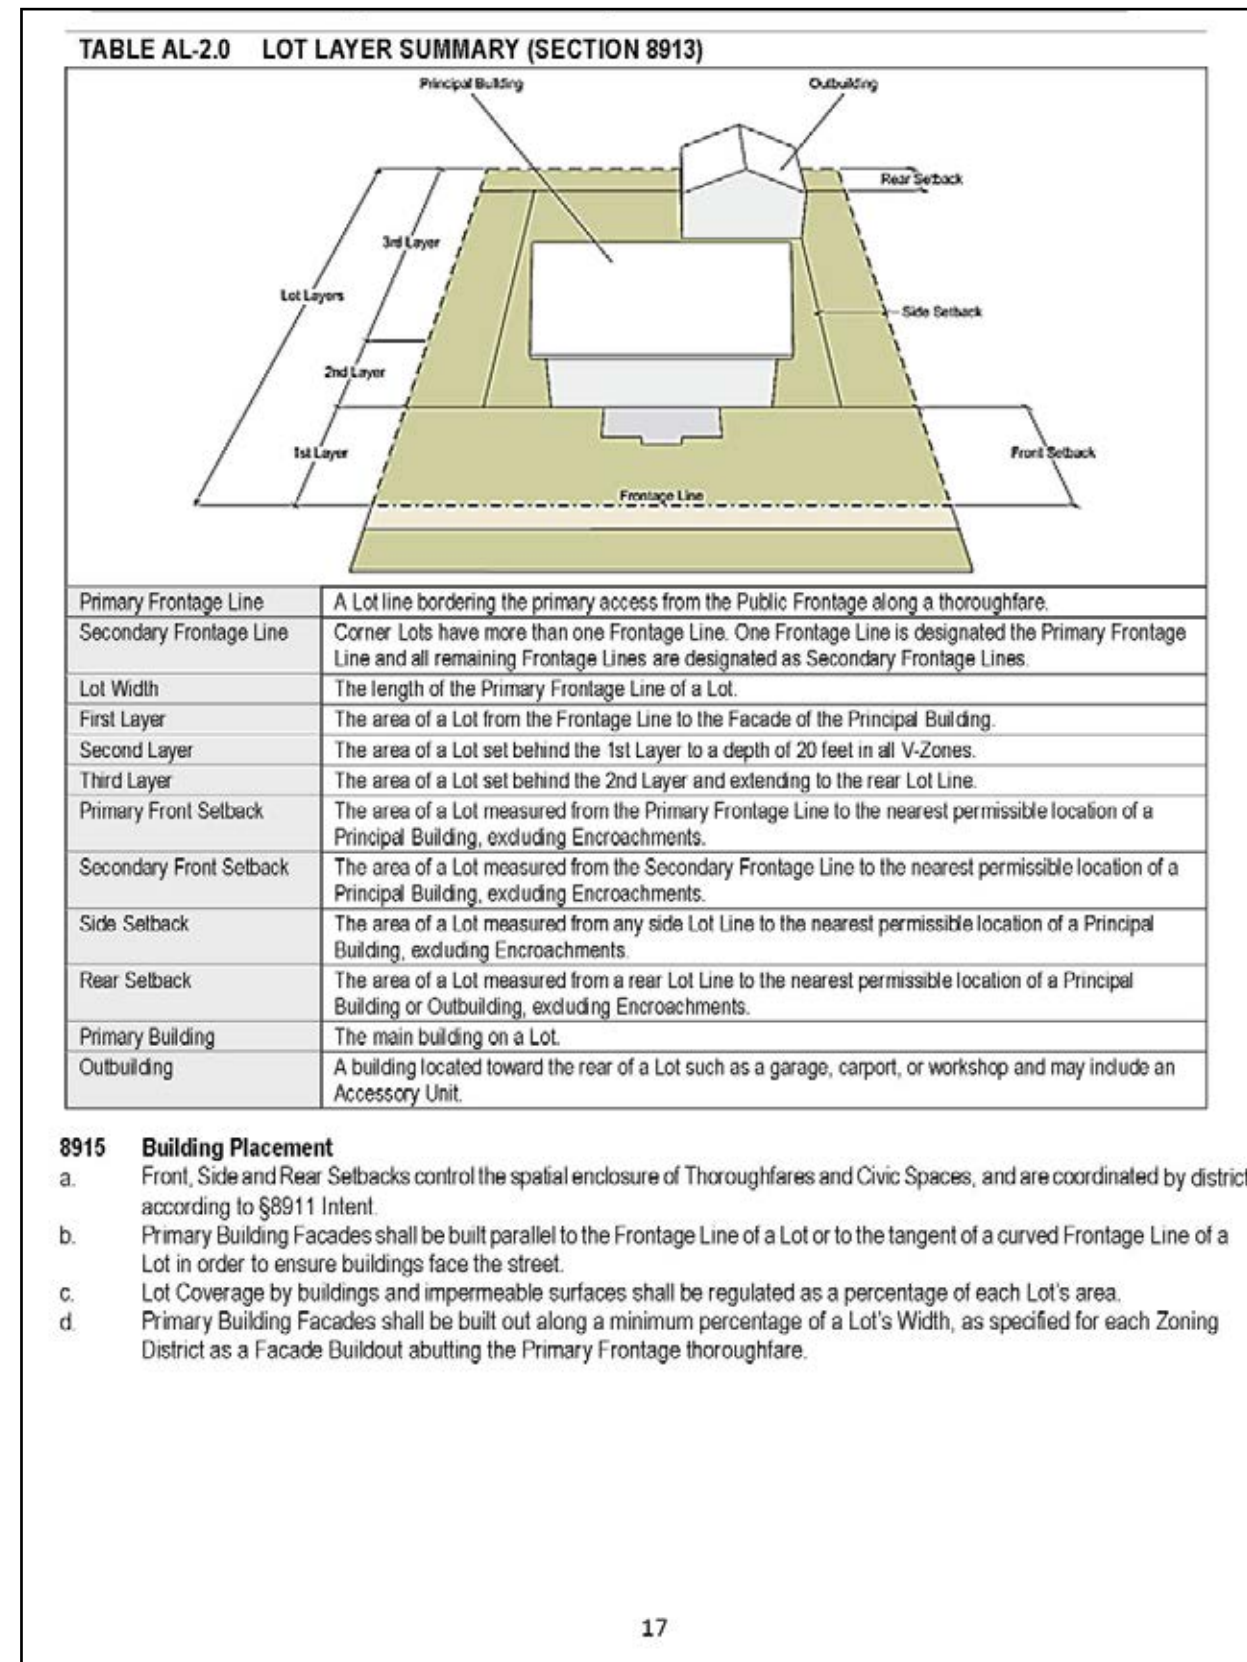 TABLE AL-2.0 LOT LAYER SUMMARY (SECTION 8913)
Principal Building
Outbuilding
Rear Setback
3rd Layer
Lot Layers
Side Setback
2nd Layer
1st Layer
Front Setback
Frontage Line
Primary Frontage Line A Lot line bordering the primary access from the Public Frontage along a thoroughfare.
Secondary Frontage Line Corner Lots have more than one Frontage Line. One Frontage Line is designated the Primary Frontage
Line and all remaining Frontage Lines are designated as Secondary Frontage Lines.
Lot Width The length of the Primary Frontage Line of a Lot.
First Layer The area of a Lot from the Frontage Line to the Facade of the Principal Building.
Second Layer The area of a Lot set behind the 1st Layer to a depth of 20 feet in all V-Zones.
Third Layer The area of a Lot set behind the 2nd Layer and extending to the rear Lot Line.
Primary Front Setback The area of a Lot measured from the Primary Frontage Line to the nearest permissible location of a
Principal Building, excluding Encroachments.
Secondary Front Setback The area of a Lot measured from the Secondary Frontage Line to the nearest permissible location of a
Principal Building, excluding Encroachments.
Side Setback The area of a Lot measured from any side Lot Line to the nearest permissible location of a Principal
Building, excluding Encroachments.
Rear Setback The area of a Lot measured from a rear Lot Line to the nearest permissible location of a Principal
Building or Outbuilding, excluding Encroachments.
Primary Building The main building on a Lot.
Outbuilding A building located toward the rear of a Lot such as a garage, carport, or workshop and may include an
Accessory Unit.
8915 Building Placement
a. Front, Side and Rear Setbacks control the spatial enclosure of Thoroughfares and Civic Spaces, and are coordinated by district
according to §8911 Intent.
b. Primary Building Facades shall be built parallel to the Frontage Line of a Lot or to the tangent of a curved Frontage Line of a
Lot in order to ensure buildings face the street.
c. Lot Coverage by buildings and impermeable surfaces shall be regulated as a percentage of each Lot's area.
d. Primary Building Facades shall be built out along a minimum percentage of a Lot's Width, as specified for each Zoning
District as a Facade Buildout abutting the Primary Frontage thoroughfare.
17